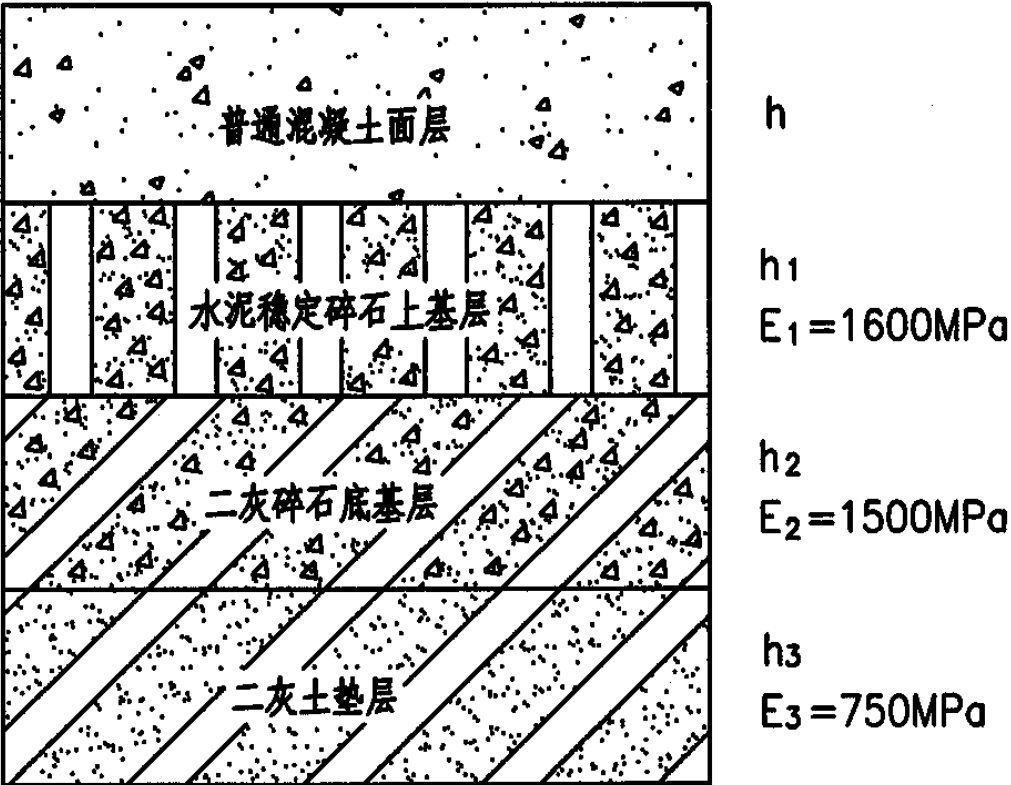 普通混凝土面层
h
水泥稳定碎石上基层
h1
E1=1600MPa
二灰碎石底基层
h2
E2=1500MPa
二灰土垫层
h3
E3=750MPa